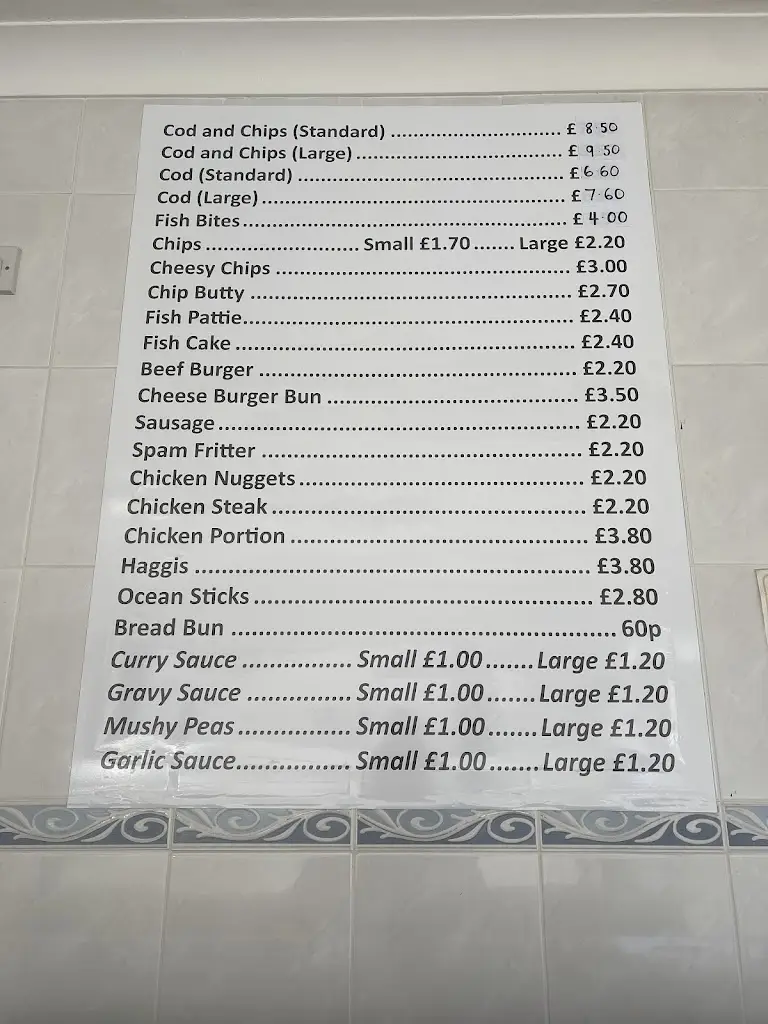 Cod and Chips (Standard) ............................. £ 8.50
Cod and Chips (Large) ................................... £ 9.50
Cod (Standard) ............................................. £ 6.60
Cod (Large) ................................................... £ 7.60
Fish Bites ...................................................... £ 4.00
Chips .......................... Small £1.70 ....... Large £2.20
Cheesy Chips ................................................. £3.00
Chip Butty ..................................................... £2.70
Fish Pattie ...................................................... £2.40
Fish Cake ....................................................... £2.40
Beef Burger ................................................... £2.20
Cheese Burger Bun ........................................ £3.50
Sausage ......................................................... £2.20
Spam Fritter .................................................. £2.20
Chicken Nuggets ............................................ £2.20
Chicken Steak ................................................ £2.20
Chicken Portion ............................................. £3.80
Haggis ........................................................... £3.80
Ocean Sticks .................................................. £2.80
Bread Bun ...................................................... 60p
Curry Sauce ................ Small £1.00 ....... Large £1.20
Gravy Sauce ............... Small £1.00 ....... Large £1.20
Mushy Peas ................ Small £1.00 ....... Large £1.20
Garlic Sauce ................ Small £1.00 ....... Large £1.20